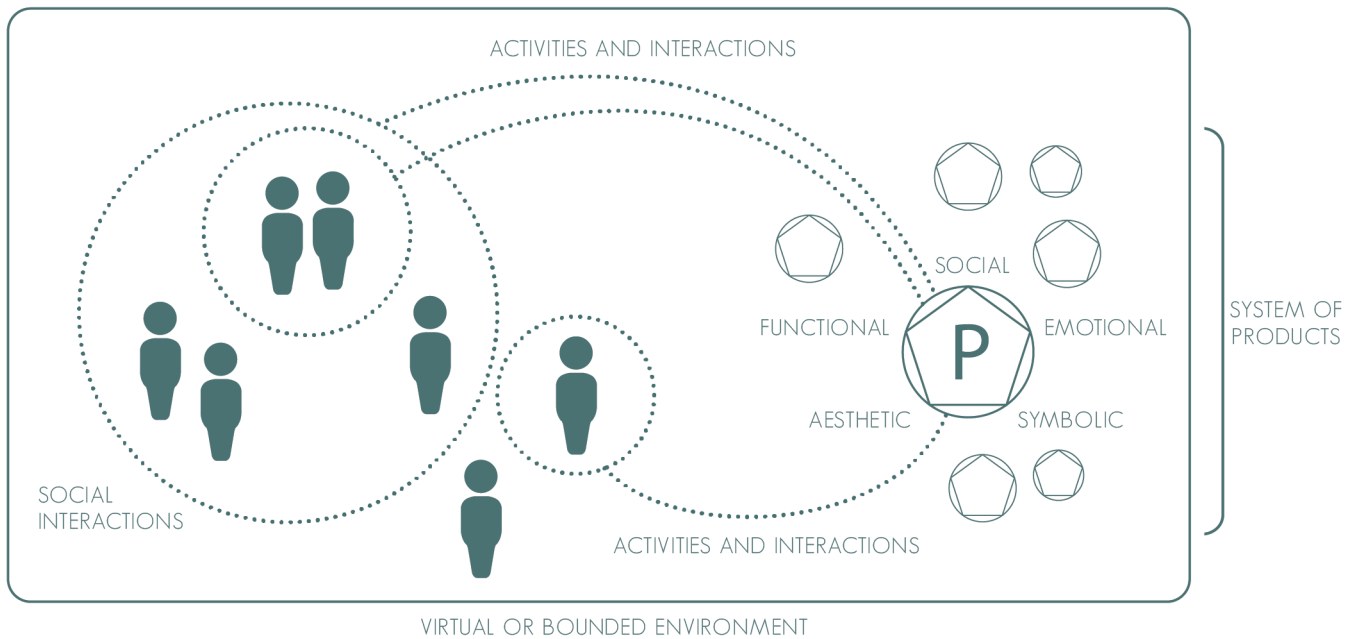 ACTIVITIES AND INTERACTIONS
SOCIAL
FUNCTIONAL
P
EMOTIONAL
AESTHETIC
SYMBOLIC
SYSTEM OF
PRODUCTS
SOCIAL
INTERACTIONS
ACTIVITIES AND INTERACTIONS
VIRTUAL OR BOUNDED ENVIRONMENT